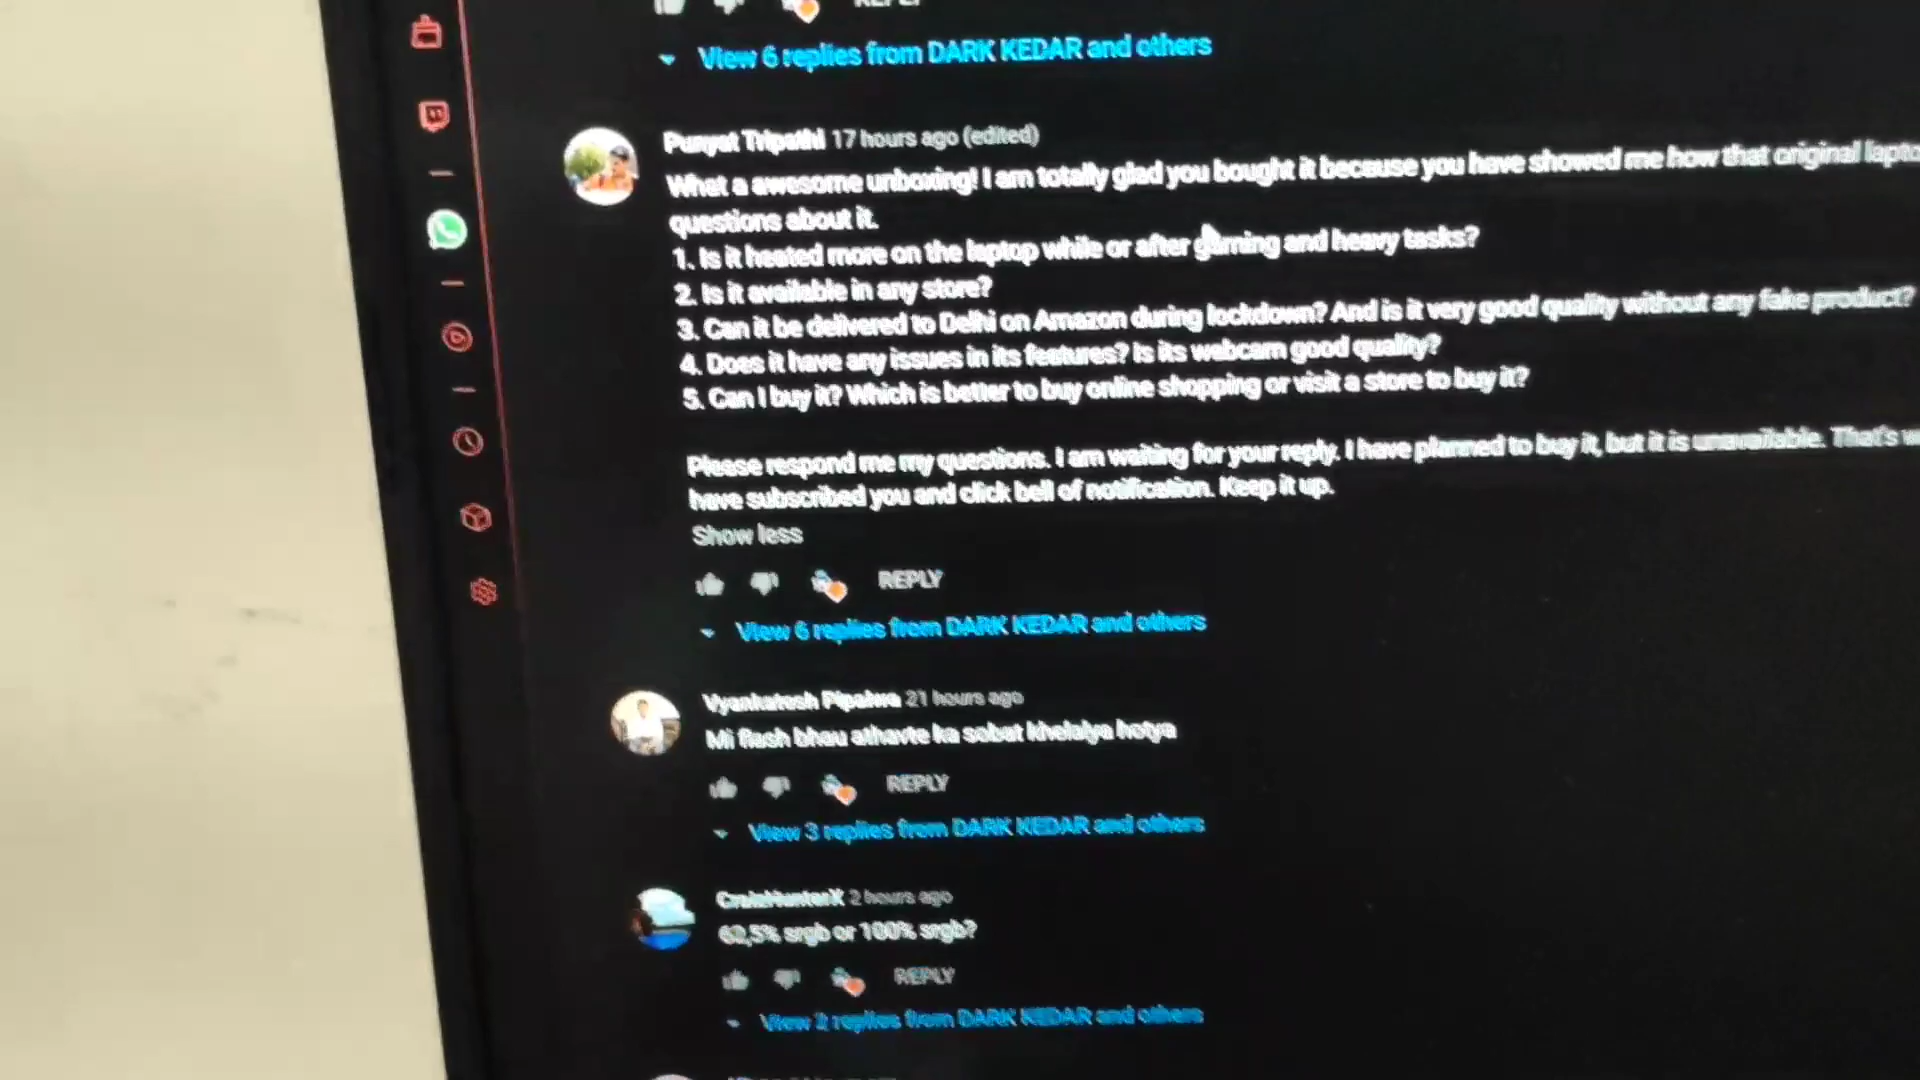 REPLY
View 6 replies from DARK KEDAR and others
Punyat Tripathi 17 hours ago (edited)
What a awesome unboxing! I am totally glad you bought it because you have showed me how that original
questions about it.
1. Is it heated more on the laptop while or after gaming and heavy tasks?
2. Is it available in any store?
3. Can it be delivered to Delhi on Amazon during lockdown? And is it very good quality without any fake product?
4. Does it have any issues in its features? Is its webcam good quality?
5. Can I buy it? Which is better to buy online shopping or visit a store to buy it?
Please respond me my questions. I am waiting for your reply. I have planned to buy it, but it is unavailable. That's
have subscribed you and click bell of notification. Keep it up.
Show less
REPLY
View 6 replies from DARK KEDAR and others
Vyankatesh 21 hours ago
Mi flash bhau athavte ka sobat khelalya hotya
REPLY
View 3 replies from DARK KEDAR and others
2 hours ago
62,5% srgb or 100% srgb?
REPLY
View 2 replies from DARK KEDAR and others